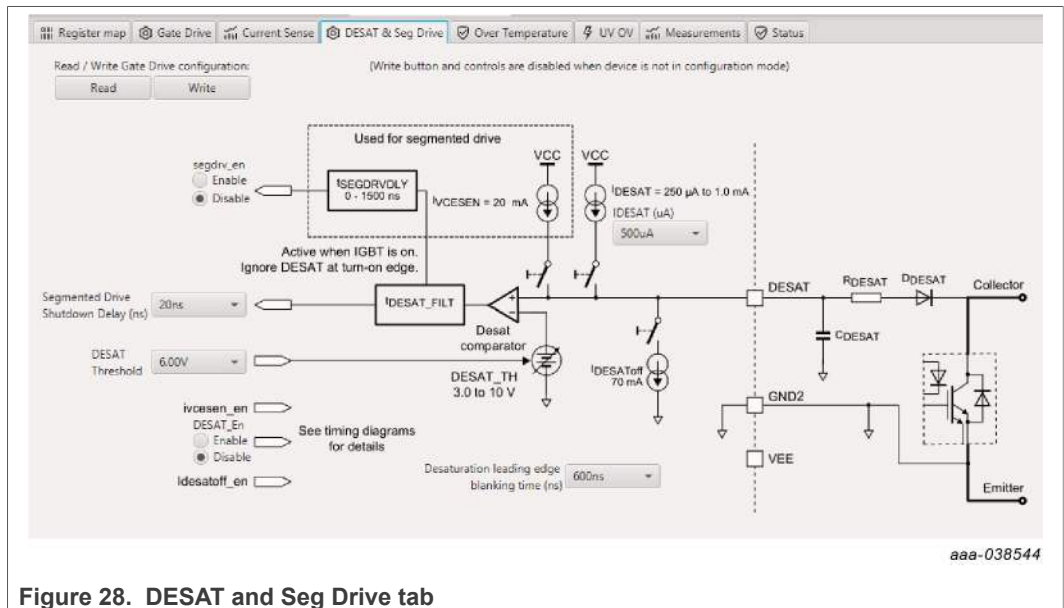 Register map Gate Drive Current Sense DESAT & Seg Drive Over Temperature UV OV Measurements Status
Read / Write Gate Drive configuration:
(Write button and controls are disabled when device is not in configuration mode)
Read Write
Used for segmented drive
segdrv_en
Enable
Disable
tSEGDRVDLY
0 - 1500 ns
VCC
VCC
IVCESEN = 20 mA
IDESAT = 250 µA to 1.0 mA
IDESAT (uA)
500uA
Active when IGBT is on.
Ignore DESAT at turn-on edge.
Segmented Drive
Shutdown Delay (ns)
20ns
tDESAT_FILT
+
−
Desat
comparator
DESAT
Threshold
6.00V
DESAT_TH
3.0 to 10 V
IDESAToff
70 mA
DESAT
RDESAT
DDESAT
Collector
CDESAT
GND2
VEE
Emitter
ivcesen_en
DESAT_En
Enable
Disable
See timing diagrams
for details
Idesatoff_en
Desaturation leading edge
blanking time (ns)
600ns
aaa-038544
Figure 28. DESAT and Seg Drive tab